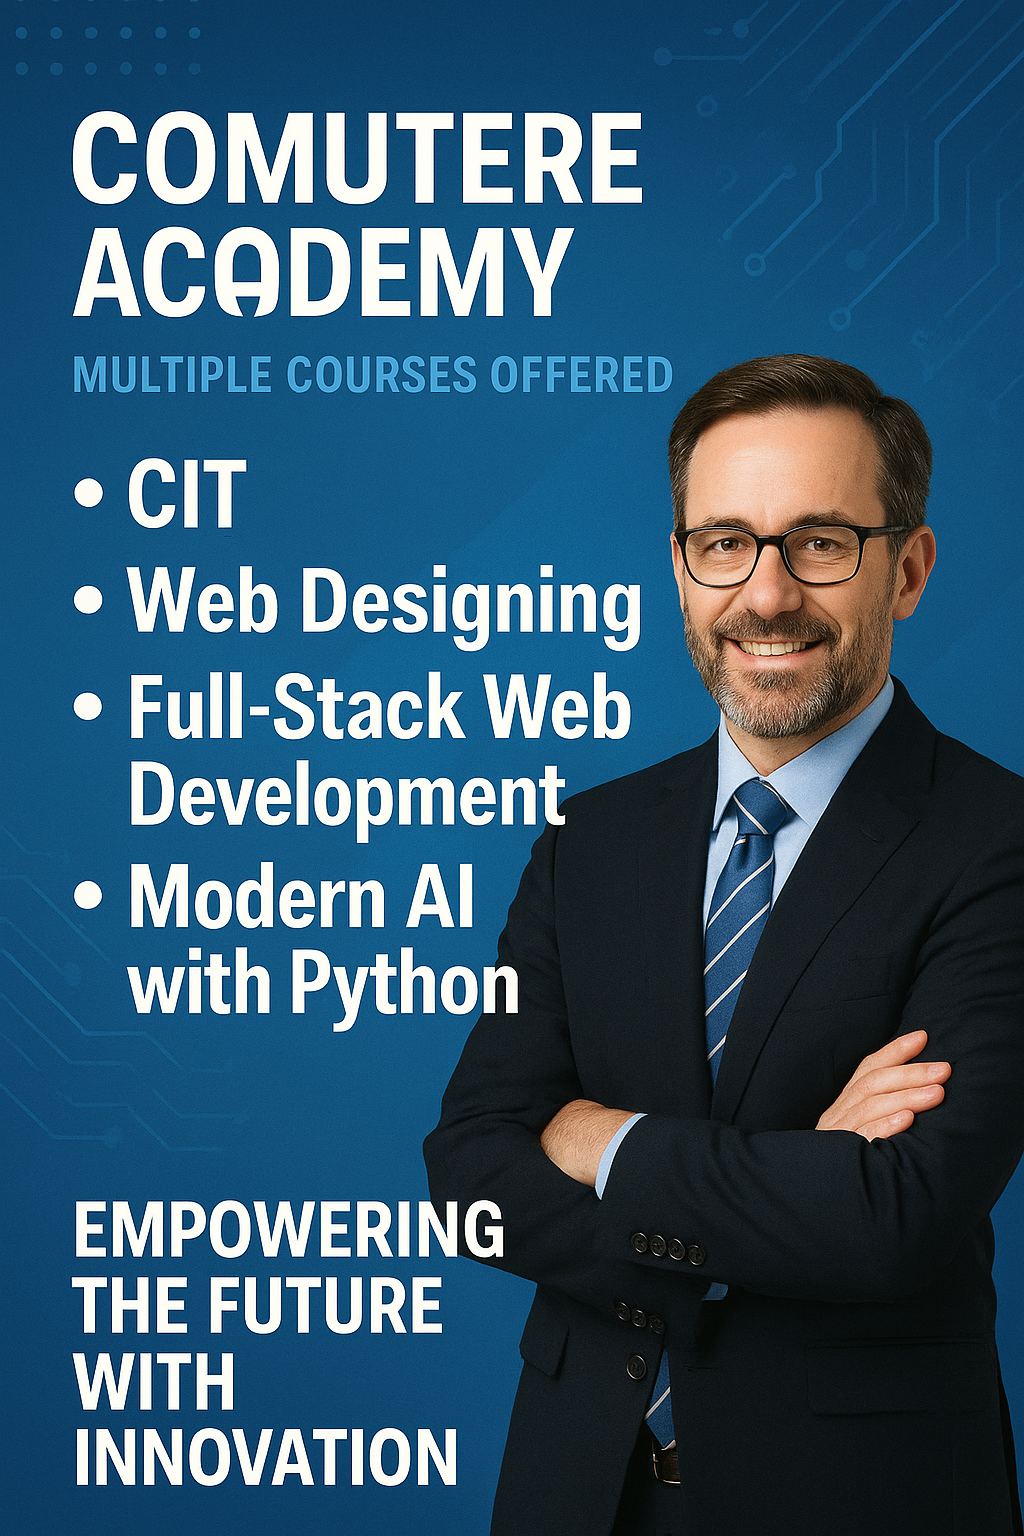 COMUTERE
ACADEMY
MULTIPLE COURSES OFFERED
• CIT
• Web Designing
• Full-Stack Web
Development
• Modern AI
with Python
EMPOWERING
THE FUTURE
WITH
INNOVATION